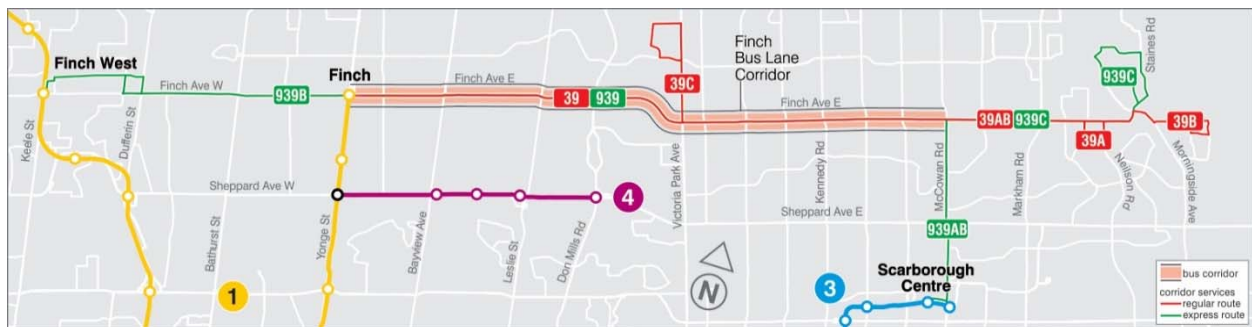 Finch West
Finch
Finch Ave W
939B
Finch Ave E
39
939
39C
Finch
Bus Lane
Corridor
Finch Ave E
39AB
939C
39A
39B
939C
Staines Rd
Keele St
Dufferin St
Sheppard Ave W
Bathurst St
Yonge St
Bayview Ave
Leslie St
Don Mills Rd
4
Victoria Park Ave
Kennedy Rd
McCowan Rd
Markham Rd
Neilson Rd
Morningside Ave
Sheppard Ave E
939AB
Scarborough
Centre
1
N
3
bus corridor
corridor services
regular route
express route